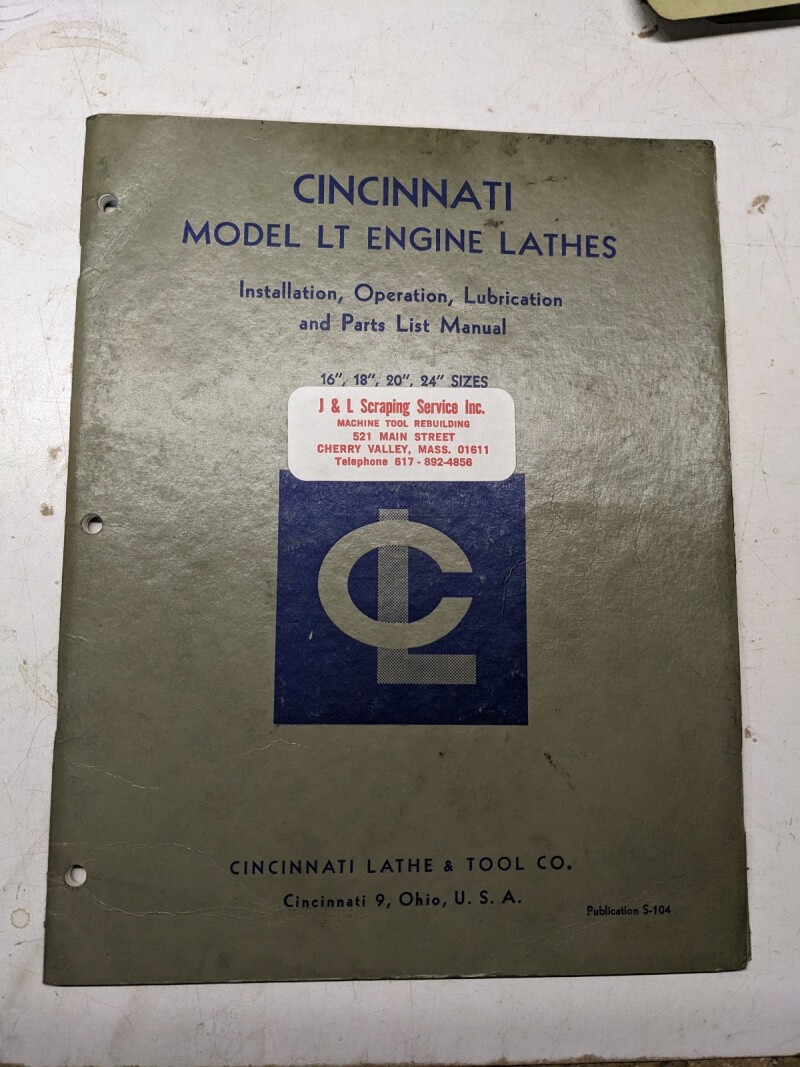 CINCINNATI
MODEL LT ENGINE LATHES
Installation, Operation, Lubrication
and Parts List Manual
16", 18", 20", 24" SIZES
J & L Scraping Service Inc.
MACHINE TOOL REBUILDING
521 MAIN STREET
CHERRY VALLEY, MASS. 01611
Telephone 617-892-4856
CL
CINCINNATI LATHE & TOOL CO.
Cincinnati 9, Ohio, U. S. A.
Publication S-104